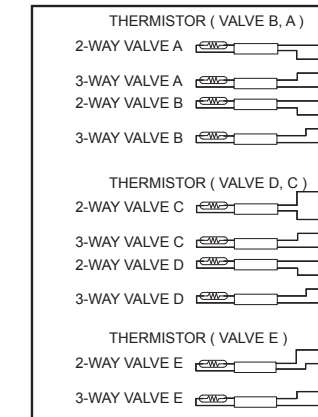 THERMISTOR ( VALVE B, A )
2-WAY VALVE A
3-WAY VALVE A
2-WAY VALVE B
3-WAY VALVE B
THERMISTOR ( VALVE D, C )
2-WAY VALVE C
3-WAY VALVE C
2-WAY VALVE D
3-WAY VALVE D
THERMISTOR ( VALVE E )
2-WAY VALVE E
3-WAY VALVE E